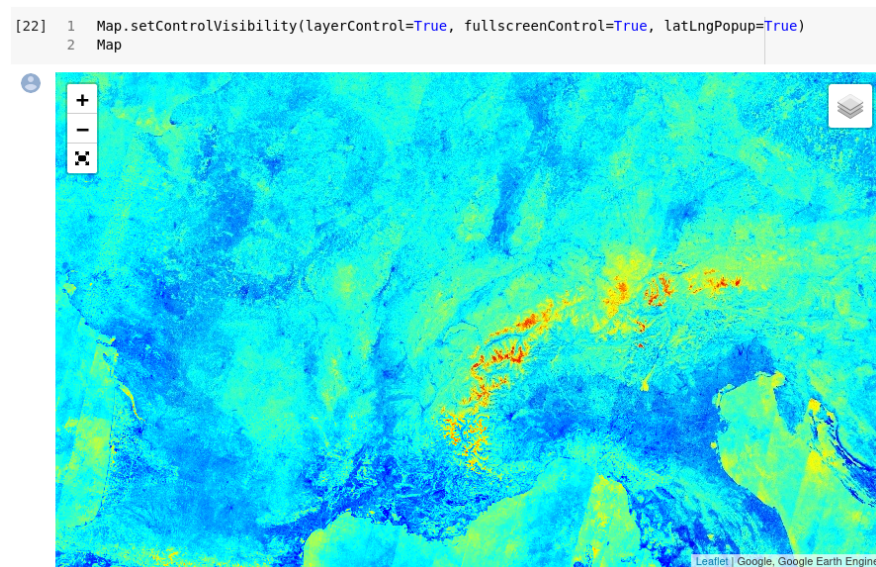 [22] 1 Map.setControlVisibility(layerControl=True, fullscreenControl=True, latLngPopup=True)
2 Map
+
−
Leaflet | Google, Google Earth Engine